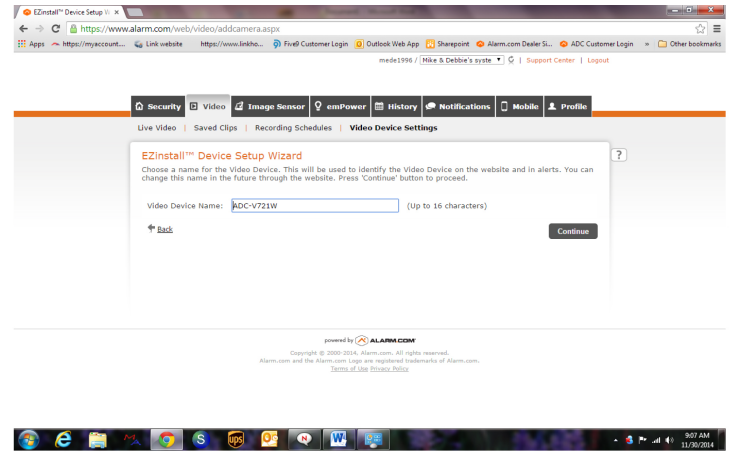 EZinstall™ Device Setup Wi
https://www.alarm.com/web/video/addcamera.aspx
Apps https://myaccount... Link website https://www.linkho... Five9 Customer Login Outlook Web App Sharepoint Alarm.com Dealer Si... ADC Customer Login » Other bookmarks
mede1996 / Mike & Debbie's syste | Support Center | Logout
Security Video Image Sensor emPower History Notifications Mobile Profile
Live Video | Saved Clips | Recording Schedules | Video Device Settings
EZinstall™ Device Setup Wizard
?
Choose a name for the Video Device. This will be used to identify the Video Device on the website and in alerts. You can
change this name in the future through the website. Press 'Continue' button to proceed.
Video Device Name: ADC-V721W (Up to 16 characters)
Back
Continue
powered by ALARM.COM®
Copyright © 2000-2014, Alarm.com. All rights reserved.
Alarm.com and the Alarm.com Logo are registered trademarks of Alarm.com.
Terms of Use Privacy Policy
9:07 AM
11/30/2014